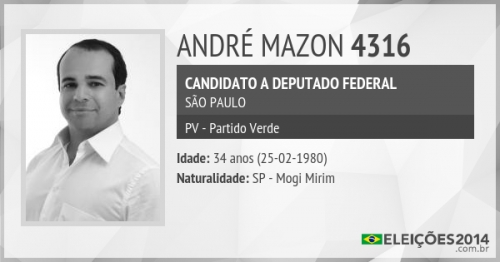 ANDRÉ MAZON 4316
CANDIDATO A DEPUTADO FEDERAL
SÃO PAULO
PV - Partido Verde
Idade: 34 anos (25-02-1980)
Naturalidade: SP - Mogi Mirim
ELEIÇÕES2014
.com.br